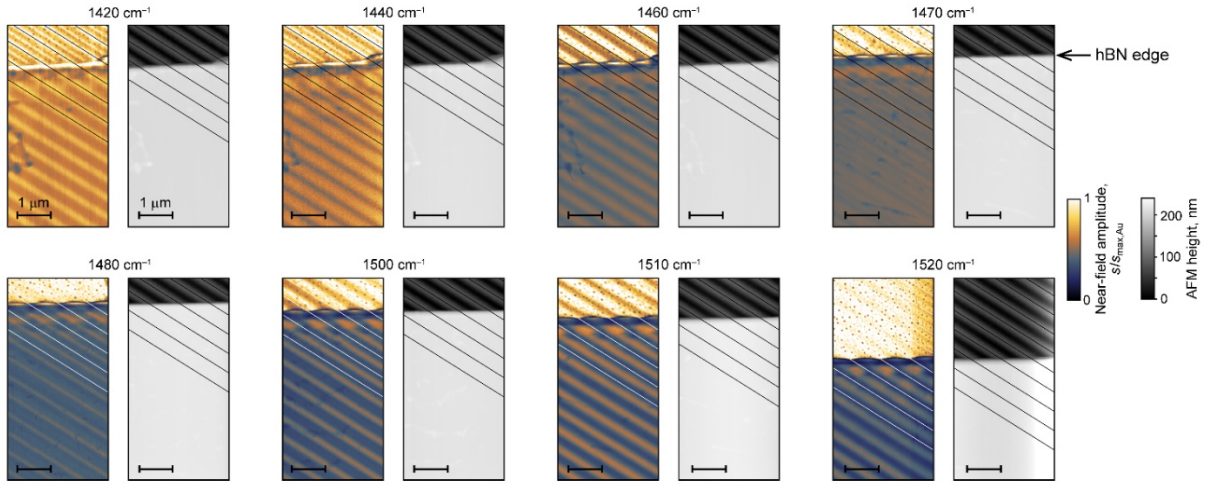 1420 cm⁻¹
1440 cm⁻¹
1460 cm⁻¹
1470 cm⁻¹
hBN edge
1 μm
1 μm
1
0
Near-field amplitude,
s/s_max,Au
200
100
0
AFM height, nm
1480 cm⁻¹
1500 cm⁻¹
1510 cm⁻¹
1520 cm⁻¹